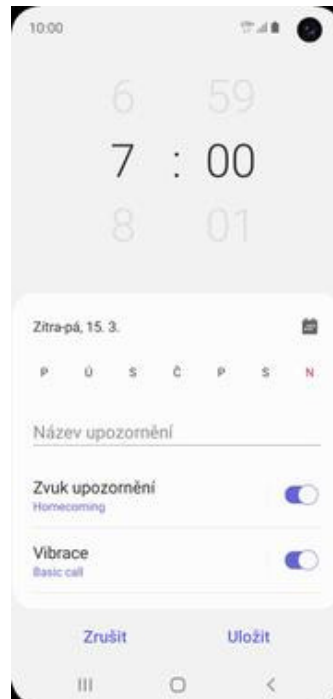 10:00
6 59
7 : 00
8 01
Zítra-pá, 15. 3.
P Ú S Č P S N
Název upozornění
Zvuk upozornění
Homecoming
Vibrace
Basic call
Zrušit Uložit